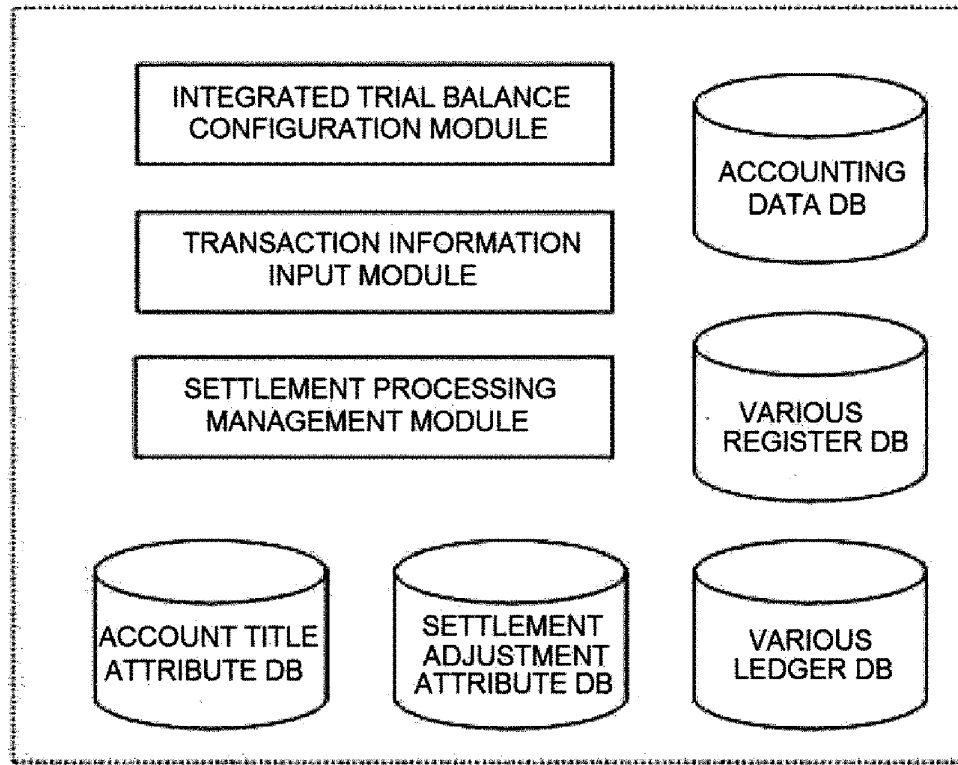 INTEGRATED TRIAL BALANCE
CONFIGURATION MODULE
TRANSACTION INFORMATION
INPUT MODULE
SETTLEMENT PROCESSING
MANAGEMENT MODULE
ACCOUNTING
DATA DB
VARIOUS
REGISTER DB
ACCOUNT TITLE
ATTRIBUTE DB
SETTLEMENT
ADJUSTMENT
ATTRIBUTE DB
VARIOUS
LEDGER DB